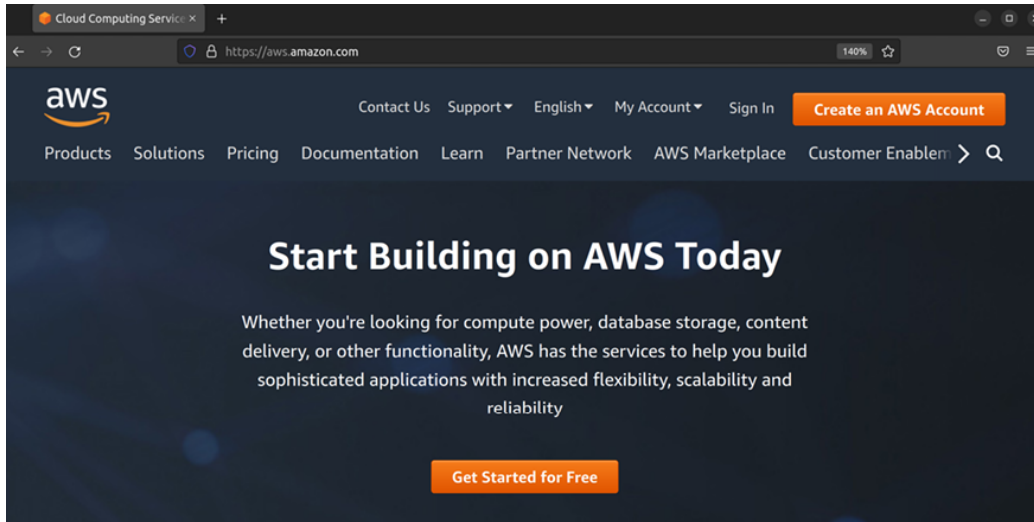 Cloud Computing Service
https://aws.amazon.com
140%
aws
Contact Us Support English My Account Sign In Create an AWS Account
Products Solutions Pricing Documentation Learn Partner Network AWS Marketplace Customer Enablem
Start Building on AWS Today
Whether you're looking for compute power, database storage, content
delivery, or other functionality, AWS has the services to help you build
sophisticated applications with increased flexibility, scalability and
reliability
Get Started for Free